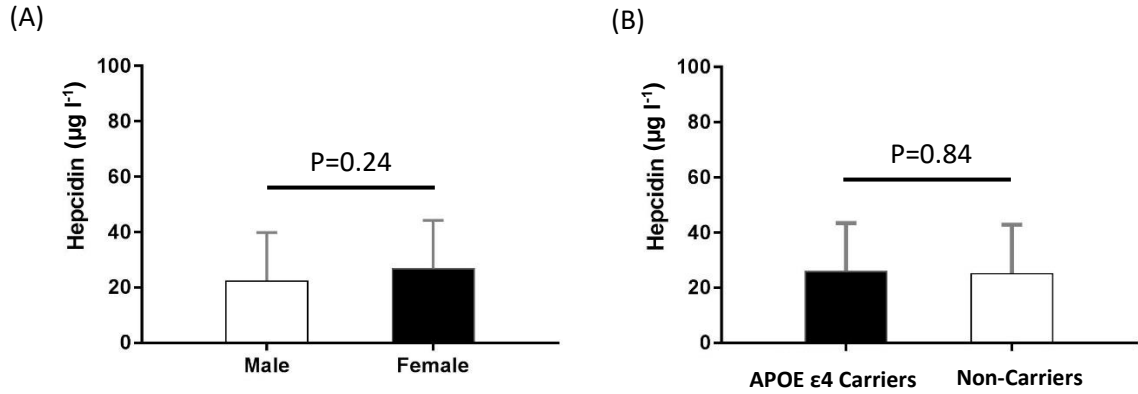 (A)
Hepcidin (µg l⁻¹)
100
80
60
40
20
0
P=0.24
Male Female
(B)
Hepcidin (µg l⁻¹)
100
80
60
40
20
0
P=0.84
APOE ε4 Carriers Non-Carriers